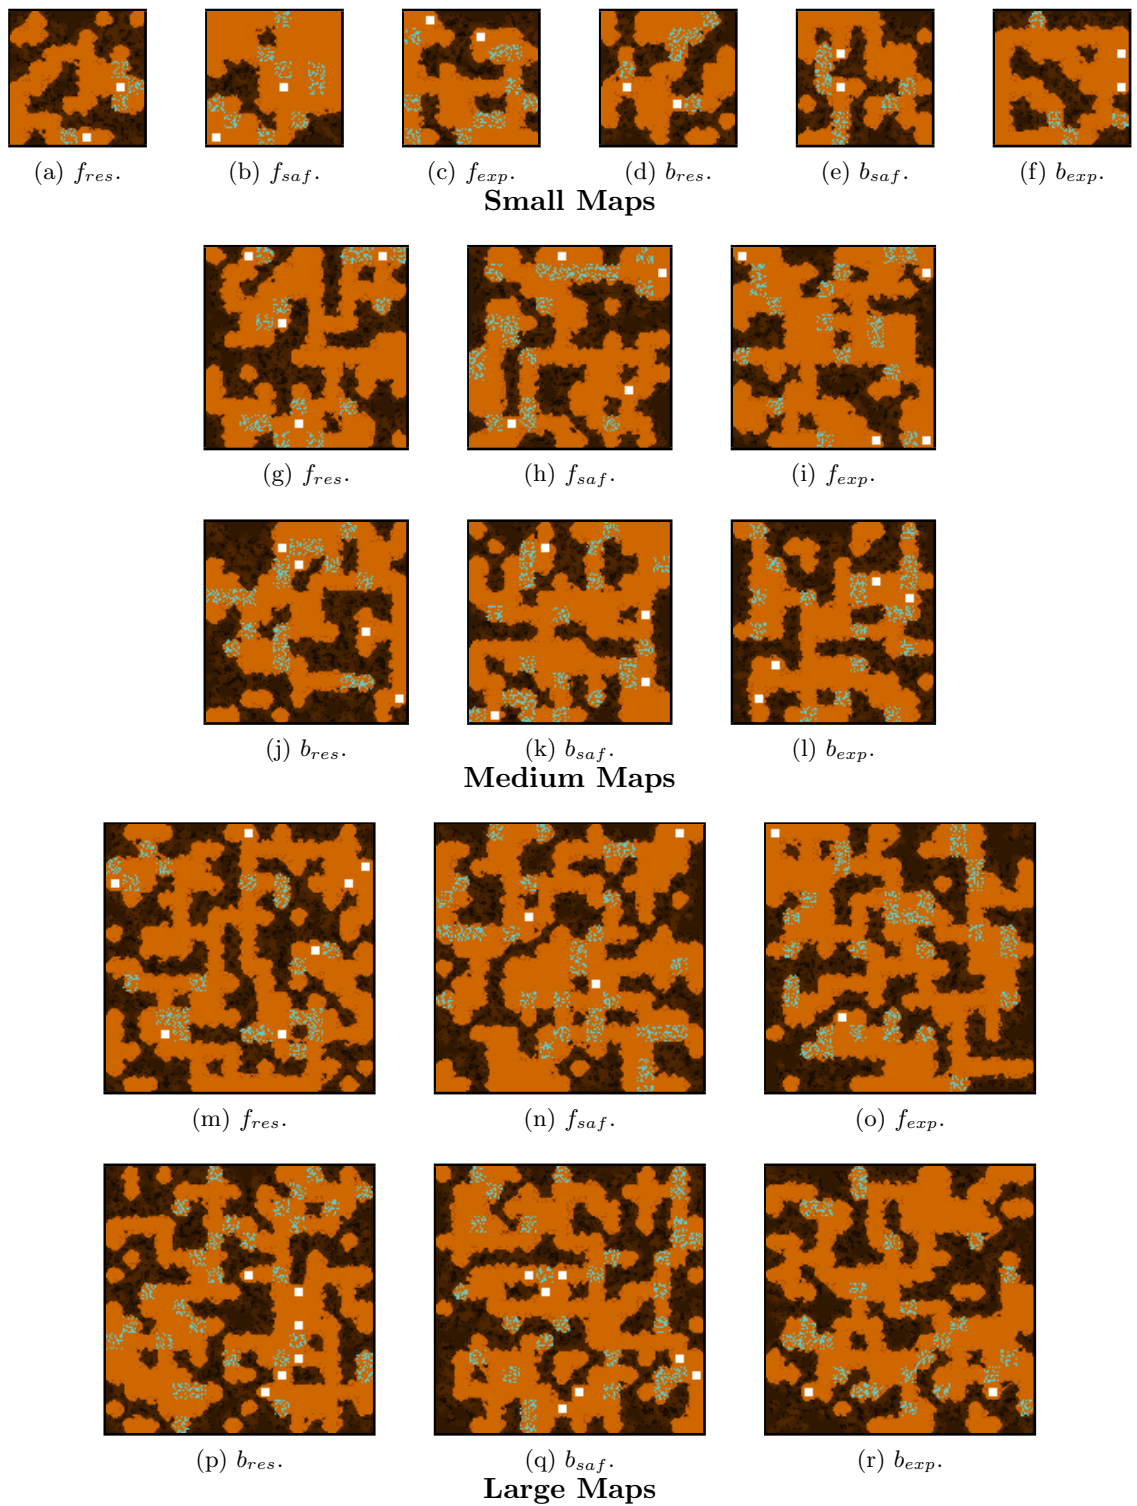 (a) f_res. (b) f_saf. (c) f_exp. (d) b_res. (e) b_saf. (f) b_exp.
Small Maps
(g) f_res. (h) f_saf. (i) f_exp.
(j) b_res. (k) b_saf. (l) b_exp.
Medium Maps
(m) f_res. (n) f_saf. (o) f_exp.
(p) b_res. (q) b_saf. (r) b_exp.
Large Maps